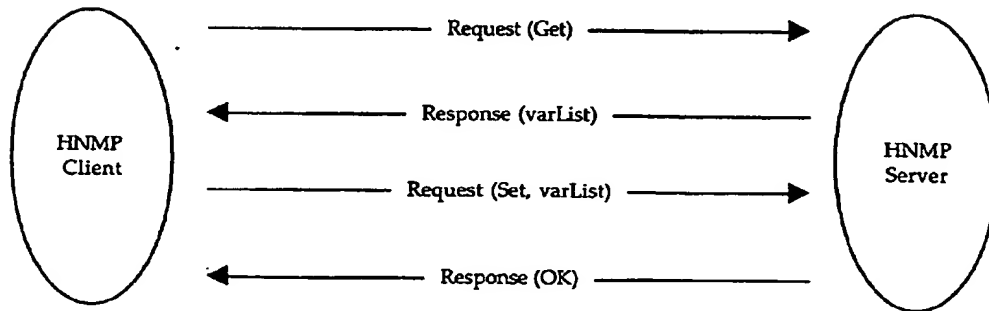 Request (Get)
Response (varList)
HNMP
Client
HNMP
Server
Request (Set, varList)
Response (OK)